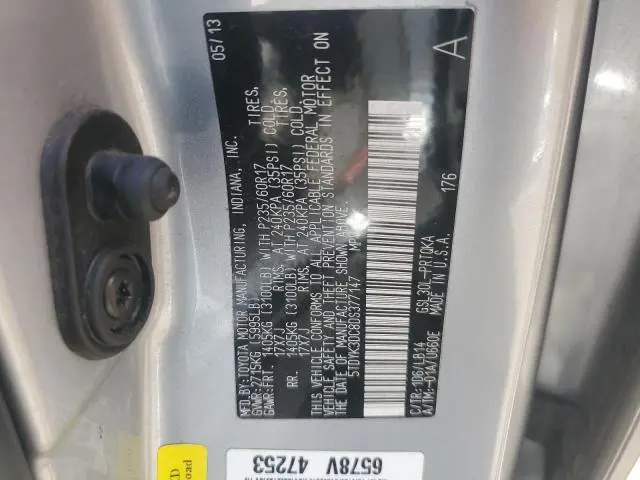 MFD.BY:TOYOTA MOTOR MANUFACTURING, INDIANA, INC. 05/13
GVWR:2715KG (5995LB)
GAWR:FRT. 1405KG (3100LB) WITH P235/60R17 TIRES,
17X7J RIMS, AT 240KPA (35PSI) COLD.
RR. 1405KG (3100LB) WITH P235/60R17 TIRES,
17X7J RIMS, AT 240KPA (35PSI) COLD.
THIS VEHICLE CONFORMS TO ALL APPLICABLE FEDERAL MOTOR
VEHICLE SAFETY AND THEFT PREVENTION STANDARDS IN EFFECT ON
THE DATE OF MANUFACTURE SHOWN ABOVE.
5TDYK3DC8DS377147 MPV
A
C/TR:1D6/LB14 GSL30L-PRTQKA 176
A/TM:-01A/U660E MADE IN U.S.A.
6578V 47253